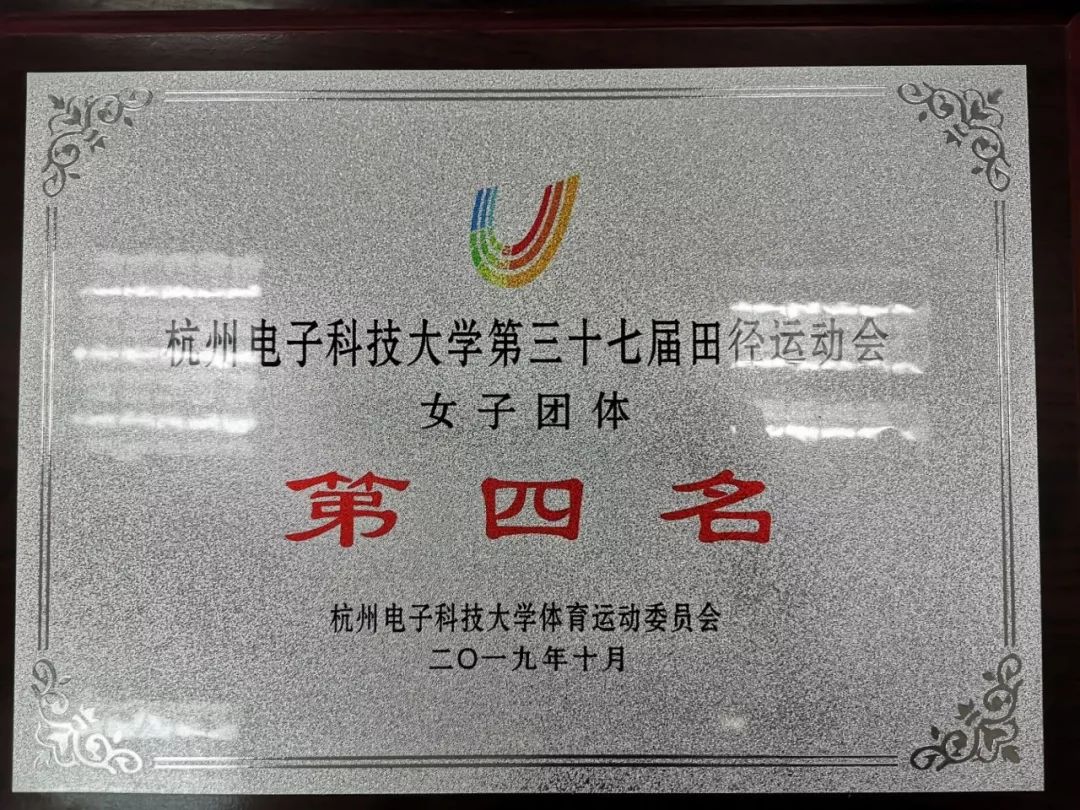 杭州电子科技大学第三十七届田径运动会
女子团体
第四名
杭州电子科技大学体育运动委员会
二〇一九年十月